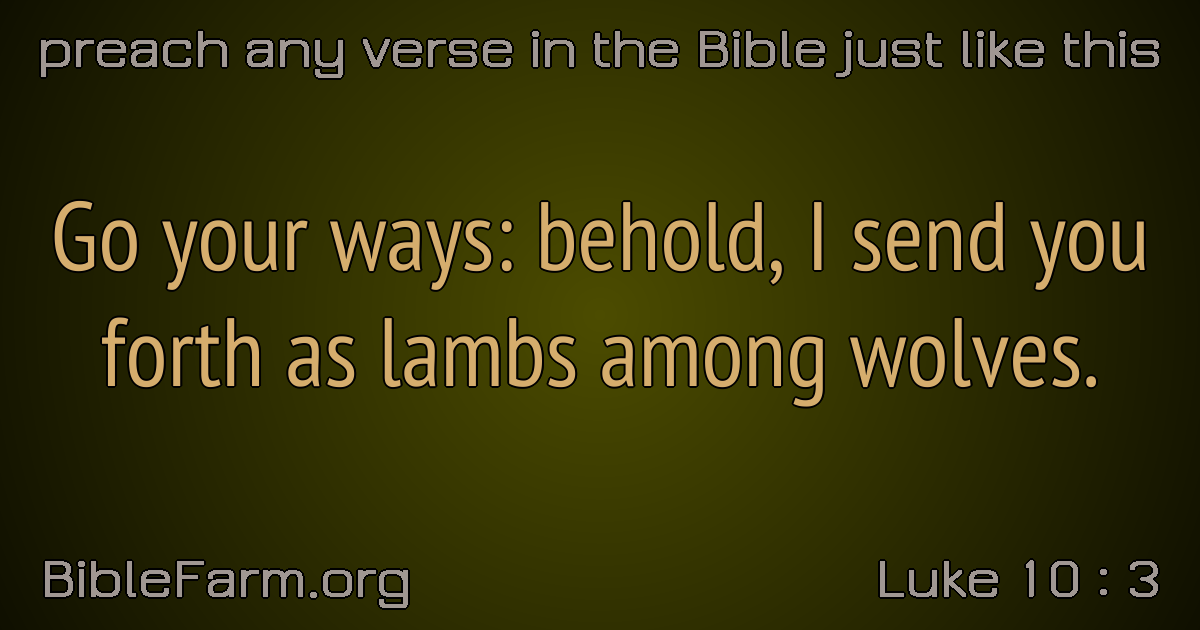 preach any verse in the Bible just like this
Go your ways: behold, I send you
forth as lambs among wolves.
BibleFarm.org
Luke 10 : 3